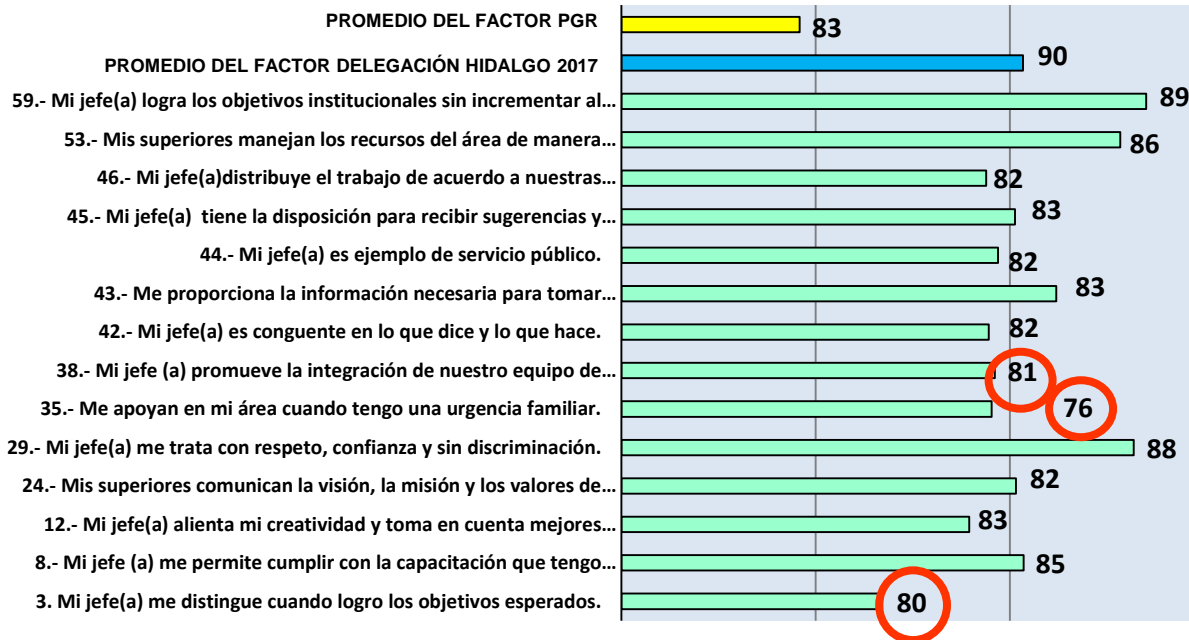 PROMEDIO DEL FACTOR PGR 83
PROMEDIO DEL FACTOR DELEGACIÓN HIDALGO 2017 90
59.- Mi jefe(a) logra los objetivos institucionales sin incrementar al... 89
53.- Mis superiores manejan los recursos del área de manera... 86
46.- Mi jefe(a)distribuye el trabajo de acuerdo a nuestras... 82
45.- Mi jefe(a) tiene la disposición para recibir sugerencias y... 83
44.- Mi jefe(a) es ejemplo de servicio público. 82
43.- Me proporciona la información necesaria para tomar... 83
42.- Mi jefe(a) es conguente en lo que dice y lo que hace. 82
38.- Mi jefe (a) promueve la integración de nuestro equipo de... 81
35.- Me apoyan en mi área cuando tengo una urgencia familiar. 76
29.- Mi jefe(a) me trata con respeto, confianza y sin discriminación. 88
24.- Mis superiores comunican la visión, la misión y los valores de... 82
12.- Mi jefe(a) alienta mi creatividad y toma en cuenta mejores... 83
8.- Mi jefe (a) me permite cumplir con la capacitación que tengo... 85
3. Mi jefe(a) me distingue cuando logro los objetivos esperados. 80